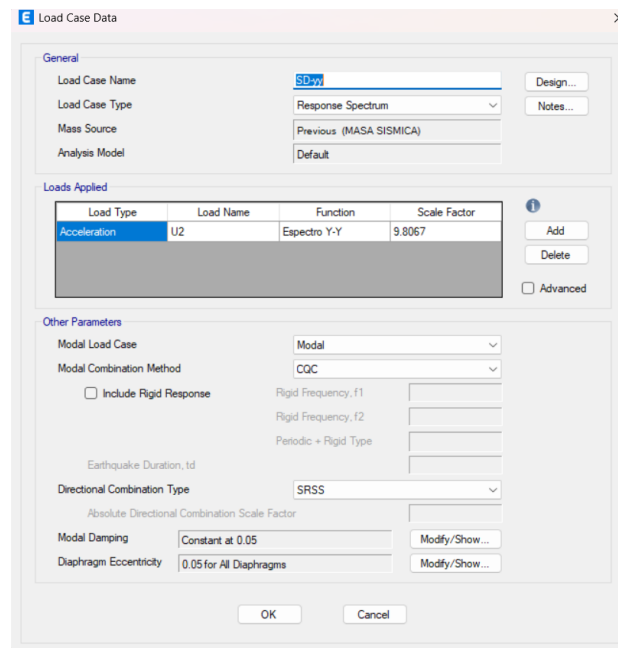 E Load Case Data
General
Load Case Name SD-yy Design...
Load Case Type Response Spectrum Notes...
Mass Source Previous (MASA SISMICA)
Analysis Model Default
Loads Applied
Load Type Load Name Function Scale Factor
Acceleration U2 Espectro Y-Y 9.8067 Add
Delete
Advanced
Other Parameters
Modal Load Case Modal
Modal Combination Method CQC
Include Rigid Response Rigid Frequency, f1
Rigid Frequency, f2
Periodic + Rigid Type
Earthquake Duration, td
Directional Combination Type SRSS
Absolute Directional Combination Scale Factor
Modal Damping Constant at 0.05 Modify/Show...
Diaphragm Eccentricity 0.05 for All Diaphragms Modify/Show...
OK Cancel